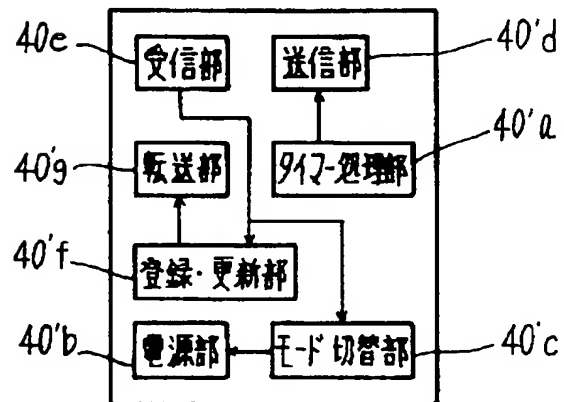 40e
受信部
送信部
40'd
40'g
転送部
タイマー処理部
40'a
40'f
登録・更新部
40'b
電源部
モード切替部
40'c